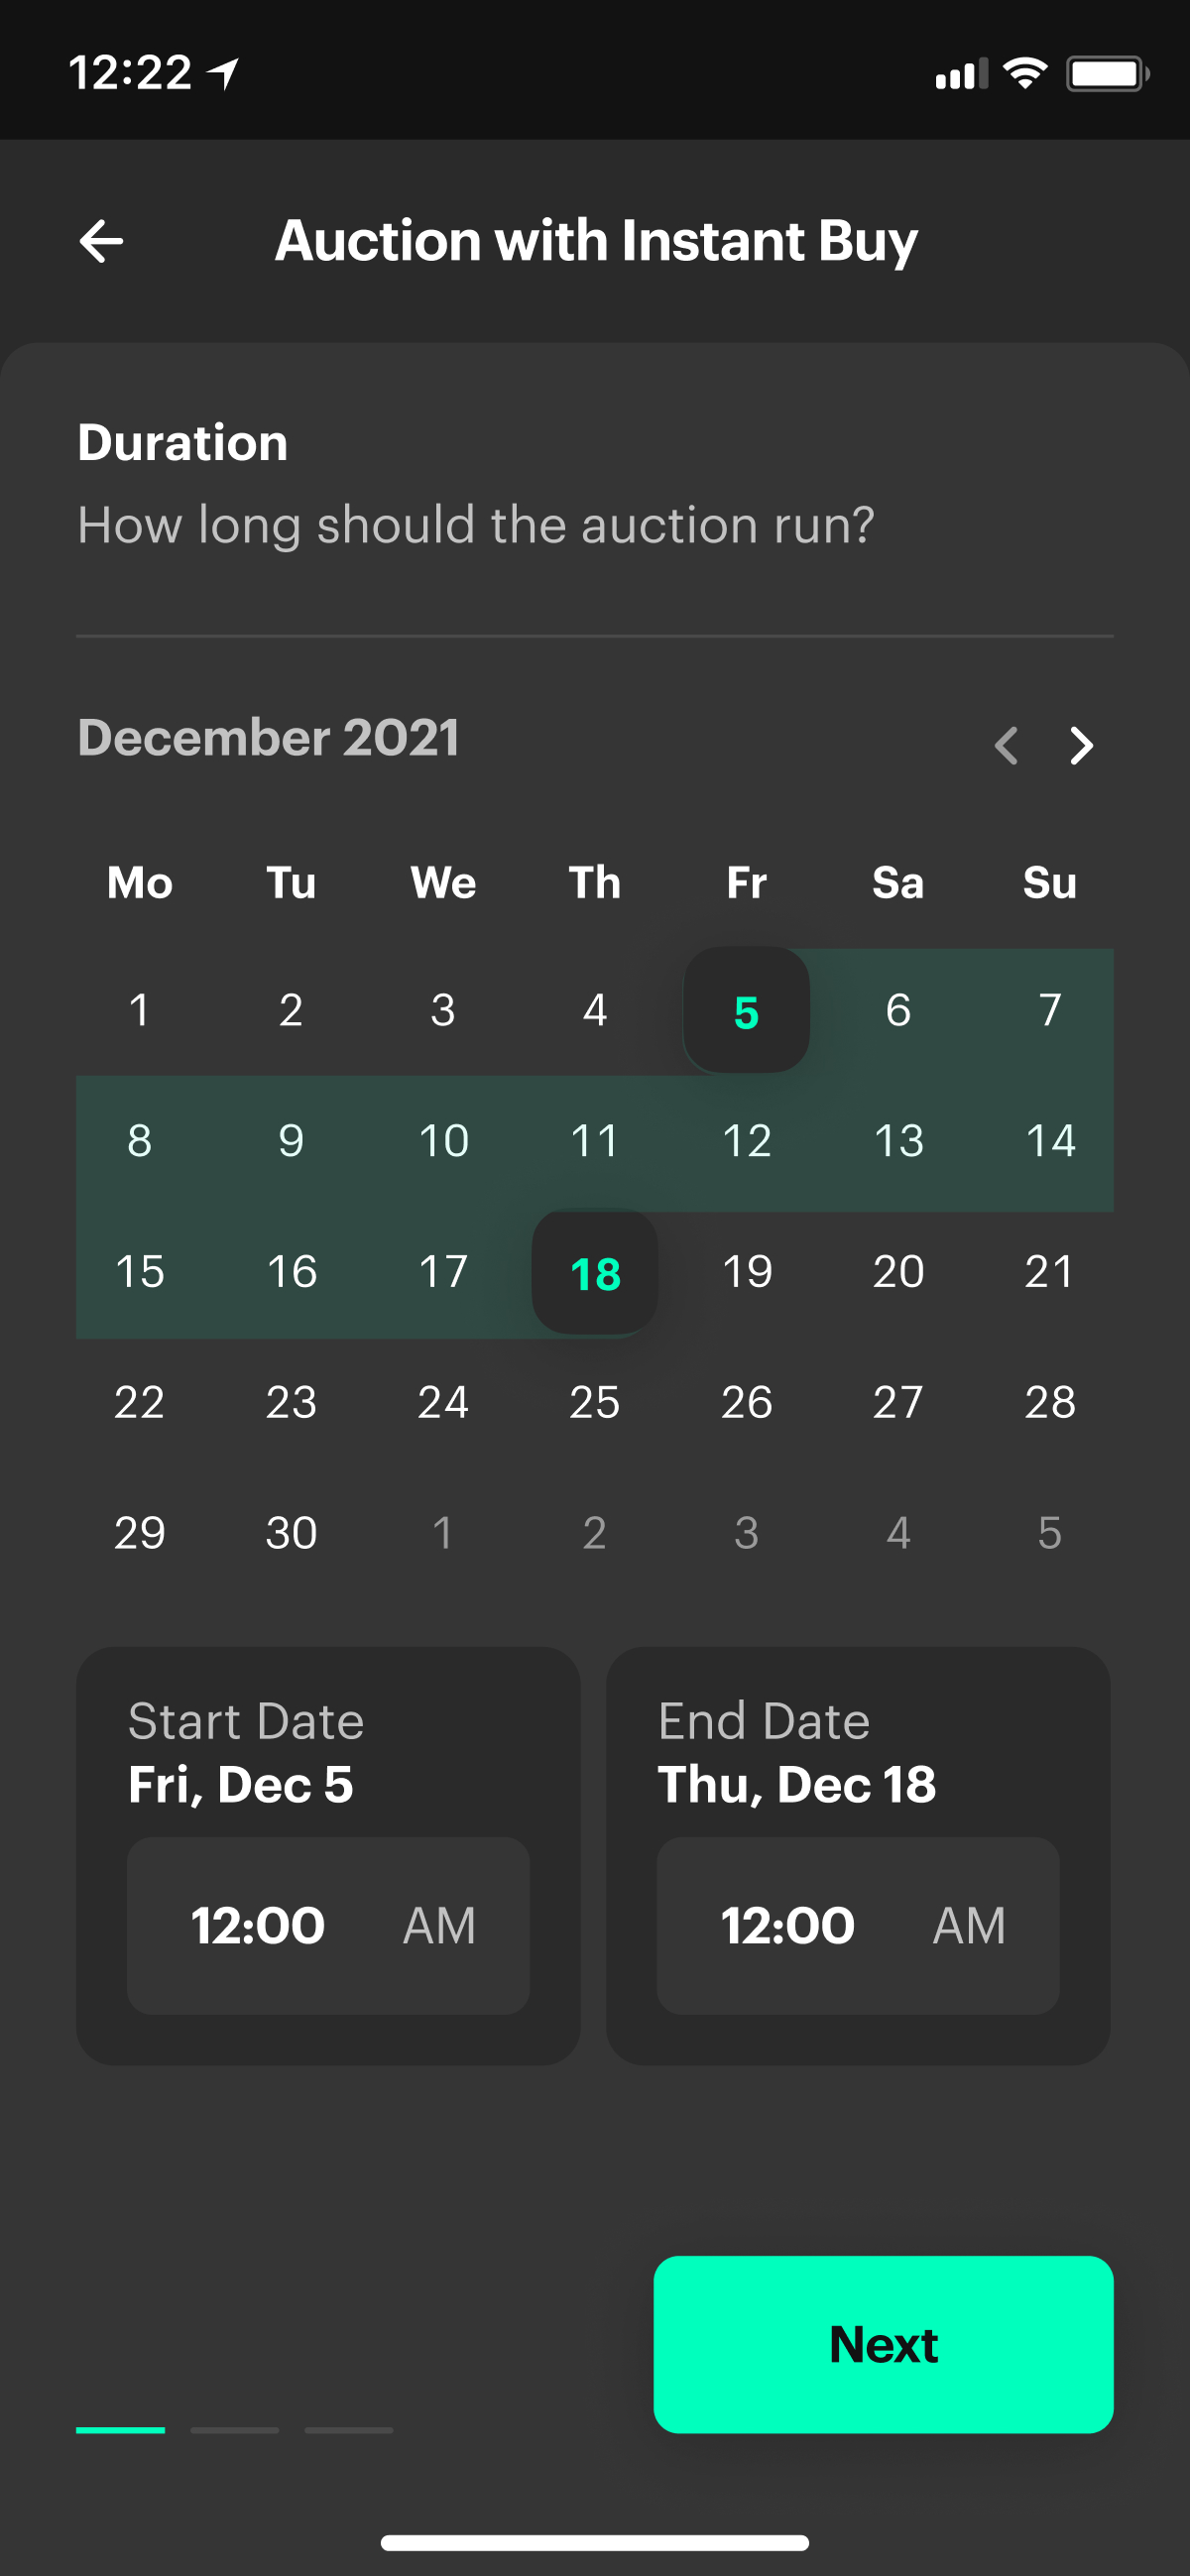 12:22
Auction with Instant Buy
Duration
How long should the auction run?
December 2021
Mo Tu We Th Fr Sa Su
1 2 3 4 5 6 7
8 9 10 11 12 13 14
15 16 17 18 19 20 21
22 23 24 25 26 27 28
29 30 1 2 3 4 5
Start Date
Fri, Dec 5
12:00 AM
End Date
Thu, Dec 18
12:00 AM
Next